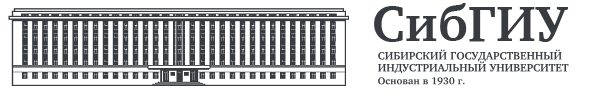 СибГИУ
СИБИРСКИЙ ГОСУДАРСТВЕННЫЙ
ИНДУСТРИАЛЬНЫЙ УНИВЕРСИТЕТ
Основан в 1930 г.